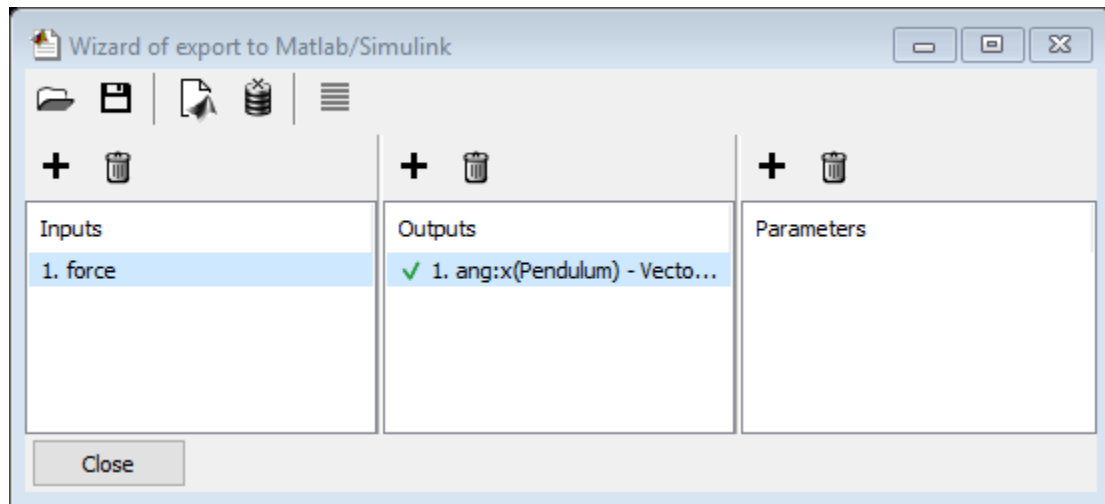 Wizard of export to Matlab/Simulink
Inputs
1. force
Outputs
✓ 1. ang:x(Pendulum) - Vecto...
Parameters
Close